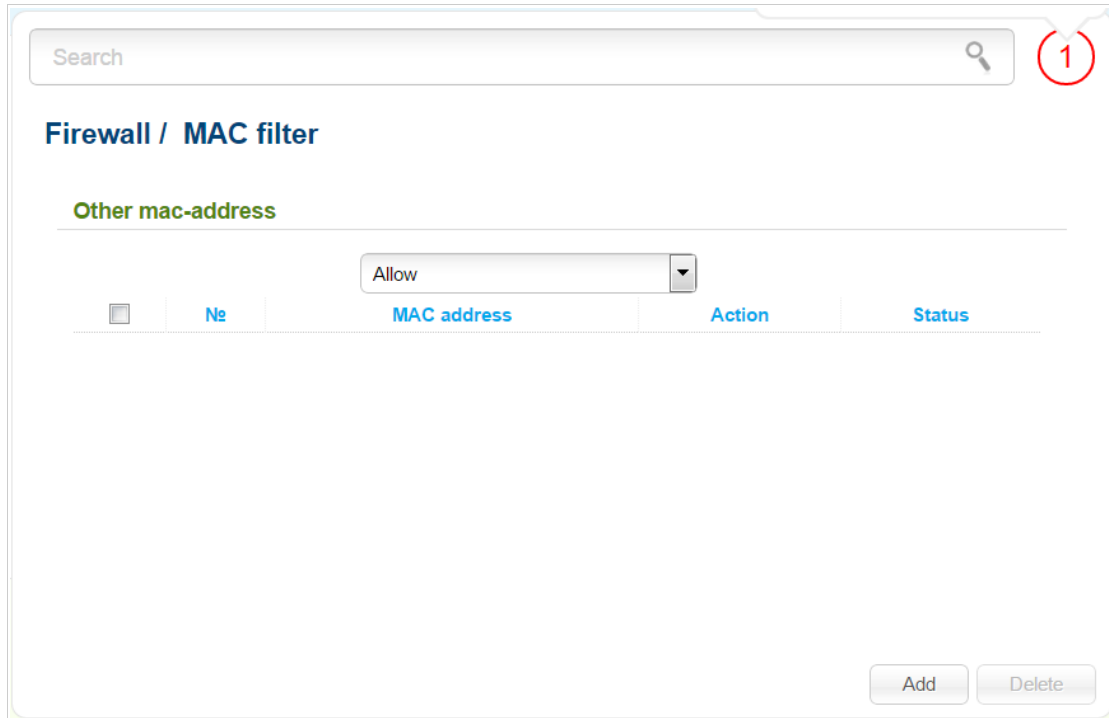 Search
1
Firewall / MAC filter
Other mac-address
Allow
№ MAC address Action Status
Add Delete